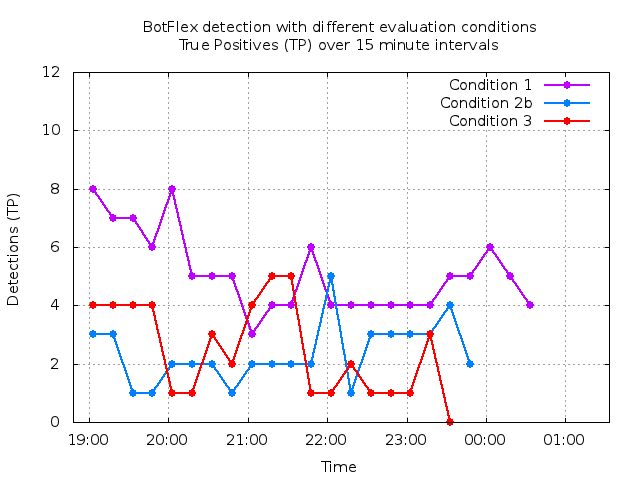 BotFlex detection with different evaluation conditions
True Positives (TP) over 15 minute intervals
Condition 1
Condition 2b
Condition 3
12
10
8
6
4
2
0
Detections (TP)
19:00 20:00 21:00 22:00 23:00 00:00 01:00
Time